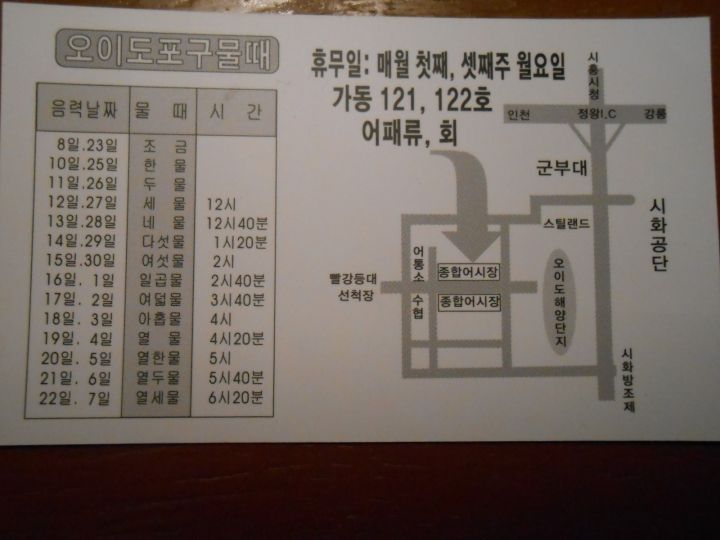 오이도포구물때
음력날짜 물 때 시 간
8일.23일 조 금
10일.25일 한 물
11일.26일 두 물
12일.27일 세 물 12시
13일.28일 네 물 12시40분
14일.29일 다섯물 1시20분
15일.30일 여섯물 2시
16일. 1일 일곱물 2시40분
17일. 2일 여덟물 3시40분
18일. 3일 아홉물 4시
19일. 4일 열 물 4시20분
20일. 5일 열한물 5시
21일. 6일 열두물 5시40분
22일. 7일 열세물 6시20분
휴무일: 매월 첫째, 셋째주 월요일
가동 121, 122호
어패류, 회
시흥시청
인천 정왕I.C 강릉
군부대
시화공단
스틸랜드
어통소
수협
종합어시장
종합어시장
빨강등대
선척장
오이도해양단지
시화방조제